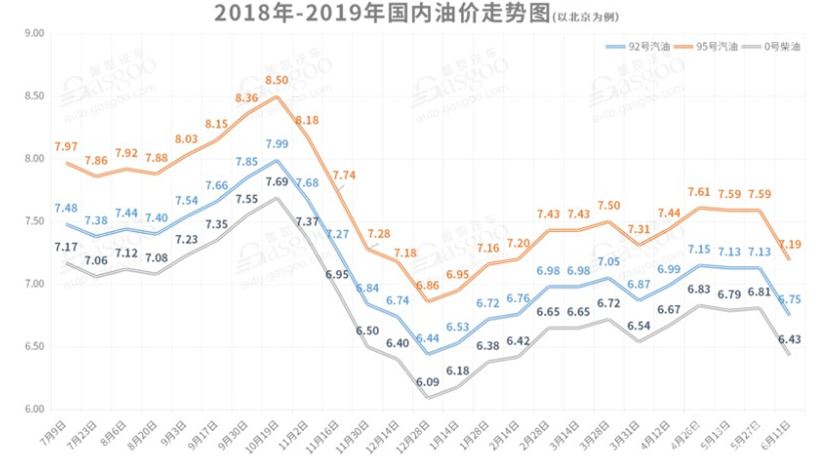 2018年-2019年国内油价走势图(以北京为例)
92号汽油 95号汽油 0号柴油
9.00
8.50
8.00
7.50
7.00
6.50
6.00
7.97 7.86 7.92 7.88 8.03 8.15 8.36 8.50 8.18 7.74 7.28 7.18 6.86 6.95 7.16 7.20 7.43 7.43 7.50 7.31 7.44 7.61 7.59 7.59 7.19
7.48 7.38 7.44 7.40 7.54 7.66 7.85 7.99 7.68 7.27 6.84 6.74 6.44 6.53 6.72 6.76 6.98 6.98 7.05 6.87 6.99 7.15 7.13 7.13 6.75
7.17 7.06 7.12 7.08 7.23 7.35 7.55 7.69 7.37 6.95 6.50 6.40 6.09 6.18 6.38 6.42 6.65 6.65 6.72 6.54 6.67 6.83 6.79 6.81 6.43
7月9日 7月23日 8月6日 8月20日 9月3日 9月17日 9月30日 10月19日 11月2日 11月16日 11月30日 12月14日 12月28日 1月14日 1月28日 2月14日 2月28日 3月14日 3月28日 3月31日 4月12日 4月26日 5月13日 5月27日 6月11日
盖世汽车
Gasgoo
auto.gasgoo.com